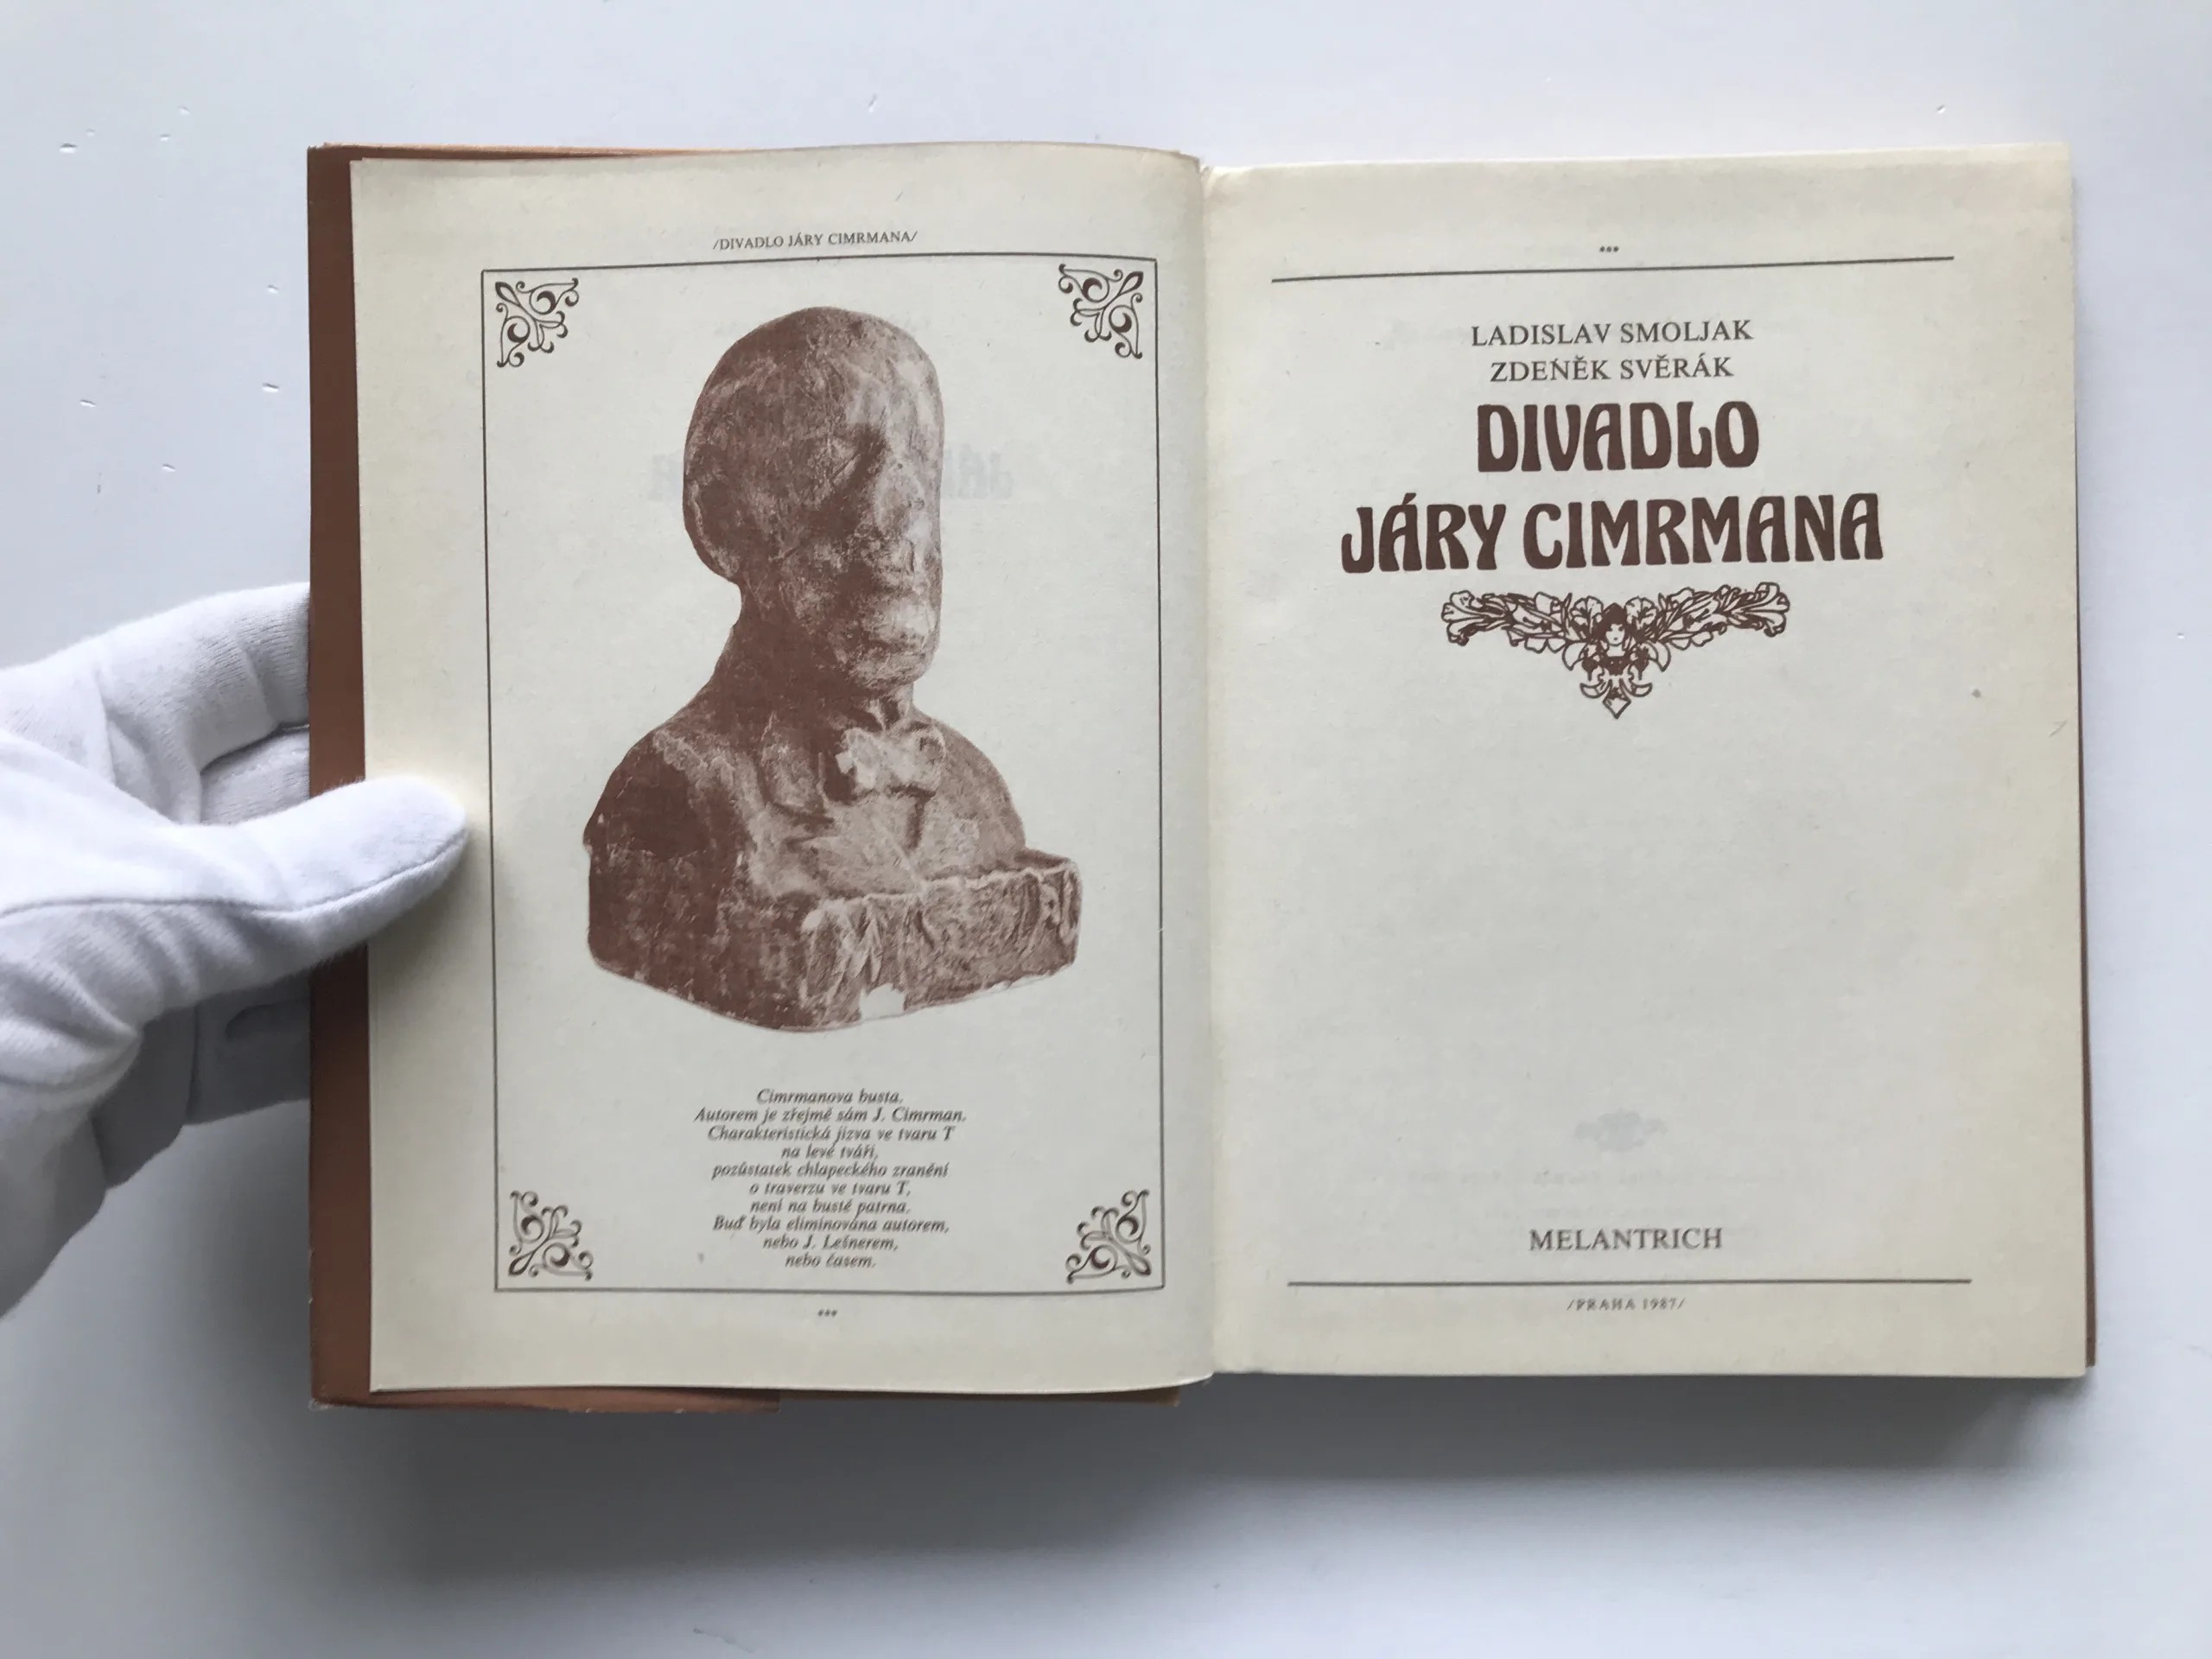 /DIVADLO JÁRY CIMRMANA/
Cimrmanova busta.
Autorem je zřejmě sám J. Cimrman.
Charakteristická jizva ve tvaru T
na levé tváři,
pozůstatek chlapeckého zranění
o traverzu ve tvaru T,
není na bustě patrna.
Buď byla eliminována autorem,
nebo J. Lešnerem,
nebo časem.
LADISLAV SMOLJAK
ZDENĚK SVĚRÁK
DIVADLO
JÁRY CIMRMANA
MELANTRICH
/PRAHA 1987/